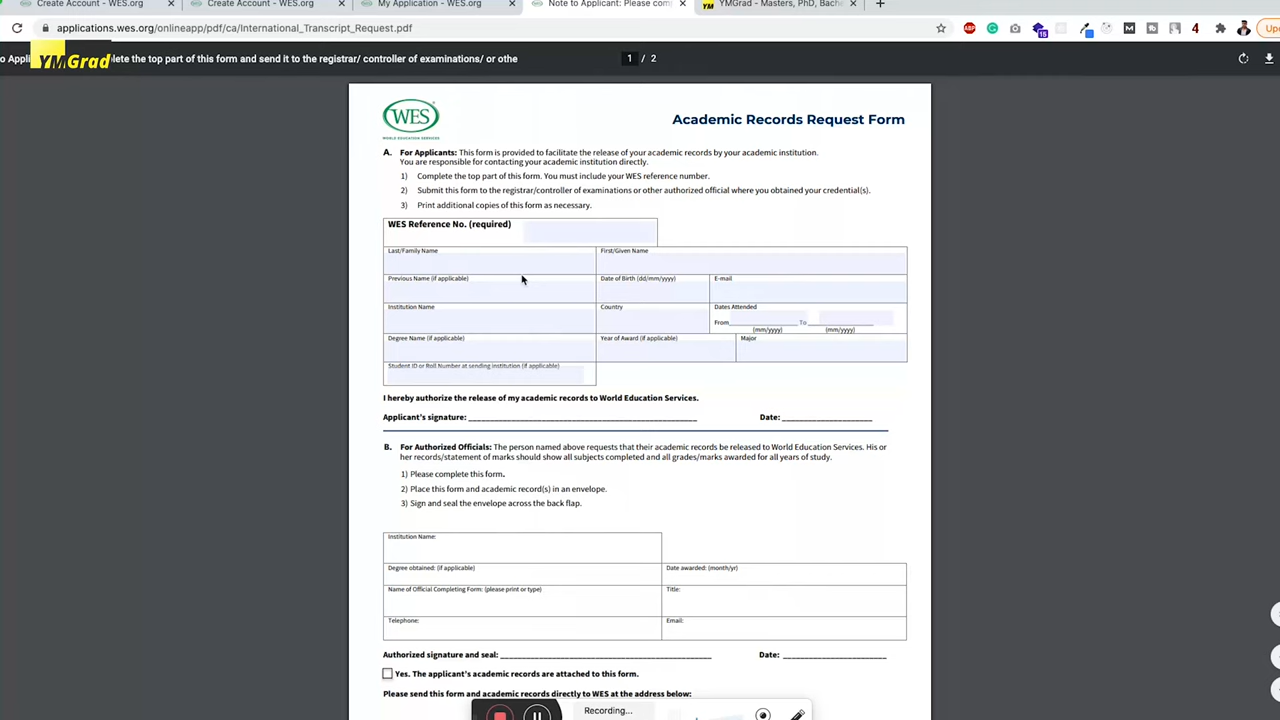 Create Account - WES.org
Create Account - WES.org
My Application - WES.org
Note to Applicant: Please com
YMGrad - Masters, PhD, Bache
applications.wes.org/onlineapp/pdf/ca/International_Transcript_Request.pdf
ABP
15
M
4
YMGrad
lete the top part of this form and send it to the registrar/ controller of examinations/ or othe
1 / 2
WES
WORLD EDUCATION SERVICES
Academic Records Request Form
A. For Applicants: This form is provided to facilitate the release of your academic records by your academic institution.
You are responsible for contacting your academic institution directly.
1) Complete the top part of this form. You must include your WES reference number.
2) Submit this form to the registrar/controller of examinations or other authorized official where you obtained your credential(s).
3) Print additional copies of this form as necessary.
WES Reference No. (required)
Last/Family Name First/Given Name
Previous Name (if applicable) Date of Birth (dd/mm/yyyy) E-mail
Institution Name Country Dates Attended
From To
(mm/yyyy) (mm/yyyy)
Degree Name (if applicable) Year of Award (if applicable) Major
Student ID or Roll Number at sending institution (if applicable)
I hereby authorize the release of my academic records to World Education Services.
Applicant's signature: Date:
B. For Authorized Officials: The person named above requests that their academic records be released to World Education Services. His or
her records/statement of marks should show all subjects completed and all grades/marks awarded for all years of study.
1) Please complete this form.
2) Place this form and academic record(s) in an envelope.
3) Sign and seal the envelope across the back flap.
Institution Name:
Degree obtained: (if applicable) Date awarded: (month/yr)
Name of Official Completing Form: (please print or type) Title:
Telephone: Email:
Authorized signature and seal: Date:
Yes. The applicant's academic records are attached to this form.
Please send this form and academic records directly to WES at the address below:
Recording...